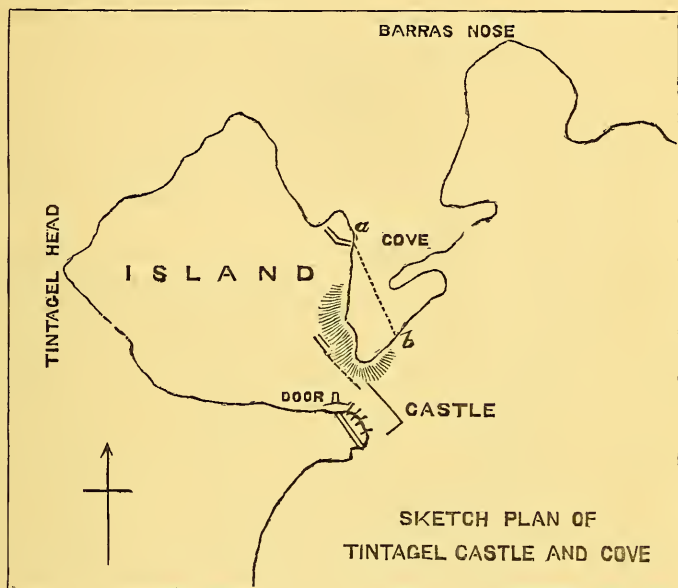 BARRAS NOSE
a
COVE
ISLAND
TINTAGEL HEAD
b
DOOR
CASTLE
SKETCH PLAN OF
TINTAGEL CASTLE AND COVE